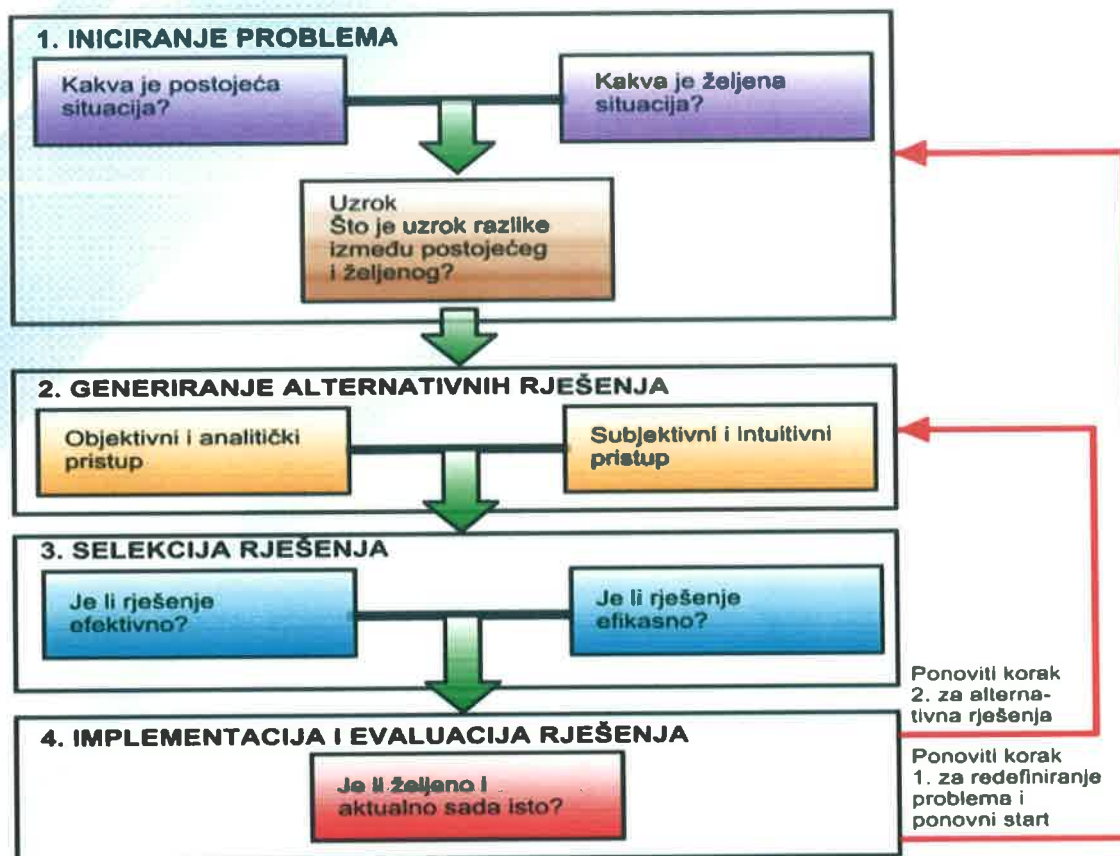 1. INICIRANJE PROBLEMA
Kakva je postojeća
situacija?
Kakva je željena
situacija?
Uzrok
Što je uzrok razlike
između postojećeg
i željenog?
2. GENERIRANJE ALTERNATIVNIH RJEŠENJA
Objektivni i analitički
pristup
Subjektivni i intuitivni
pristup
3. SELEKCIJA RJEŠENJA
Je li rješenje
efektivno?
Je li rješenje
efikasno?
Ponoviti korak
2. za alterna-
tivna rješenja
4. IMPLEMENTACIJA I EVALUACIJA RJEŠENJA
Je li željeno i
aktualno sada isto?
Ponoviti korak
1. za redefiniranje
problema i
ponovni start